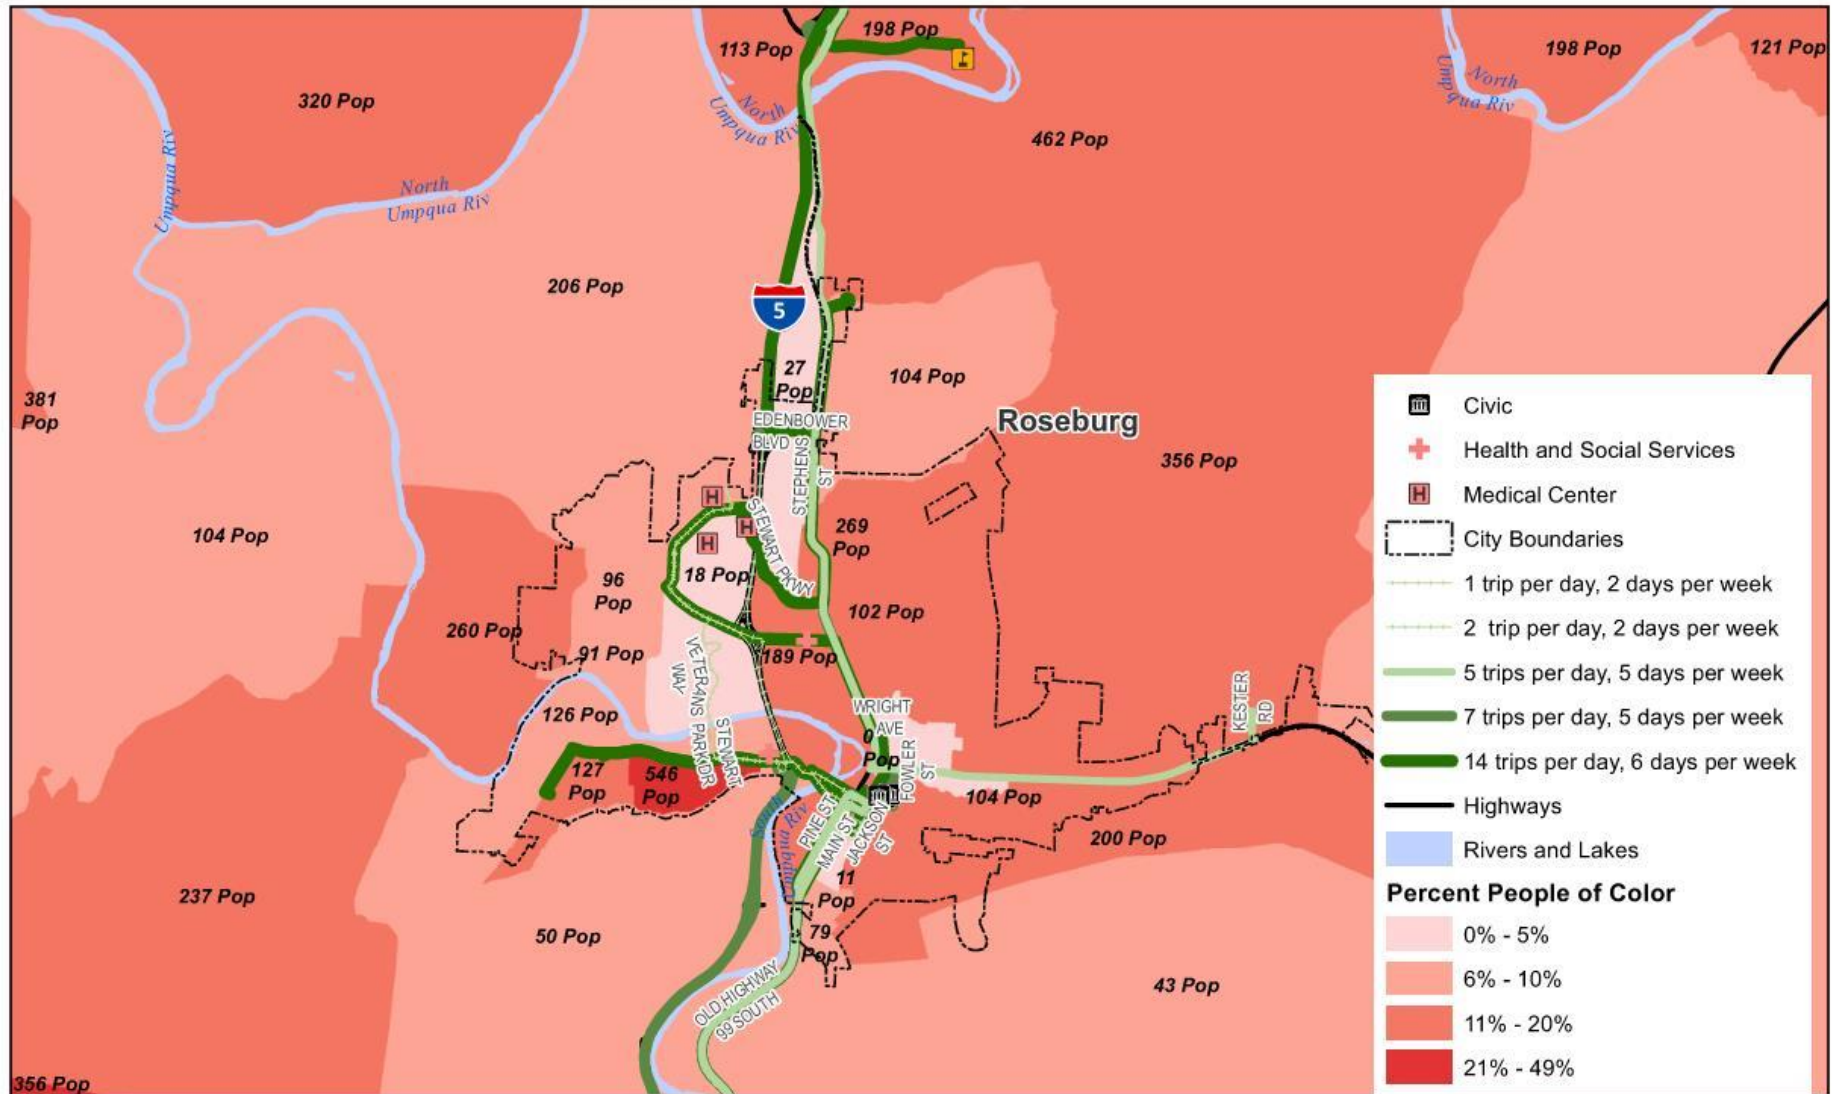 198 Pop
113 Pop
198 Pop
121 Pop
320 Pop
North
Umpqua Riv
North
Umpqua Riv
462 Pop
Umpqua Riv
North
Umpqua Riv
206 Pop
5
27
Pop
104 Pop
381
Pop
EDENBOWER
BLVD
Roseburg
STEPHENS
ST
356 Pop
104 Pop
H
H
H
STEWART PKWY
269
Pop
18 Pop
96
Pop
102 Pop
260 Pop
91 Pop
189 Pop
VETERANS
WAY
126 Pop
WRIGHT
AVE
0
Pop
KESTER
RD
PARK DR
STEWART
FOWLER
ST
127
Pop
546
Pop
104 Pop
South
Umpqua Riv
PINE ST
MAIN ST
JACKSON
ST
200 Pop
237 Pop
11
Pop
50 Pop
79
Pop
OLD HIGHWAY
99 SOUTH
43 Pop
356 Pop
Civic
Health and Social Services
H
Medical Center
City Boundaries
1 trip per day, 2 days per week
2 trip per day, 2 days per week
5 trips per day, 5 days per week
7 trips per day, 5 days per week
14 trips per day, 6 days per week
Highways
Rivers and Lakes
Percent People of Color
0% - 5%
6% - 10%
11% - 20%
21% - 49%